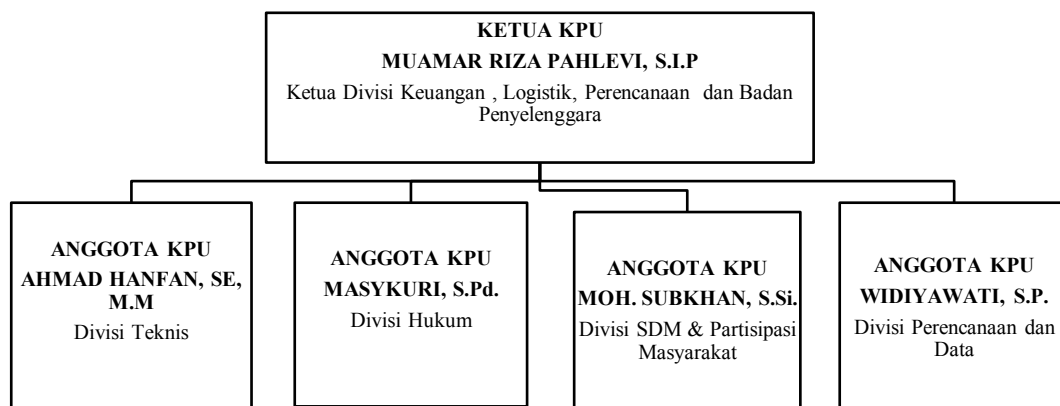 KETUA KPU
MUAMAR RIZA PAHLEVI, S.I.P
Ketua Divisi Keuangan , Logistik, Perencanaan dan Badan
Penyelenggara
ANGGOTA KPU
AHMAD HANFAN, SE,
M.M
Divisi Teknis
ANGGOTA KPU
MASYKURI, S.Pd.
Divisi Hukum
ANGGOTA KPU
MOH. SUBKHAN, S.Si.
Divisi SDM & Partisipasi
Masyarakat
ANGGOTA KPU
WIDIYAWATI, S.P.
Divisi Perencanaan dan
Data